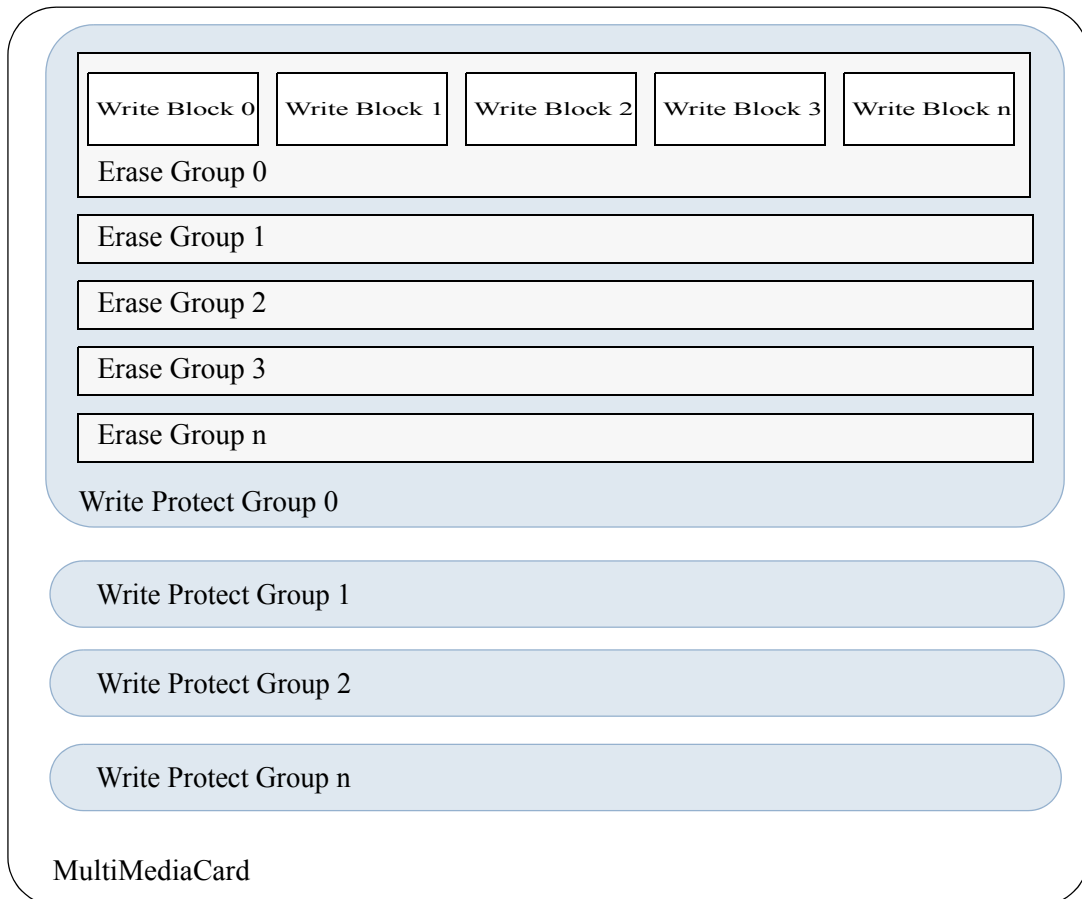 Write Block 0 Write Block 1 Write Block 2 Write Block 3 Write Block n
Erase Group 0
Erase Group 1
Erase Group 2
Erase Group 3
Erase Group n
Write Protect Group 0
Write Protect Group 1
Write Protect Group 2
Write Protect Group n
MultiMediaCard